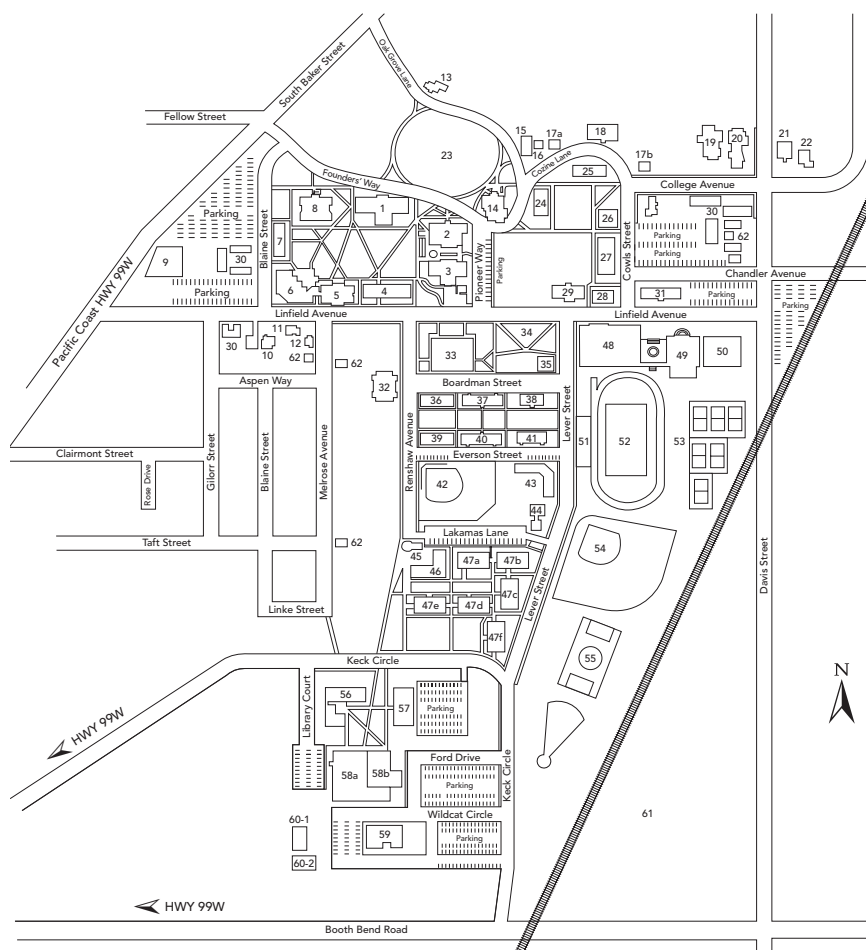 South Baker Street
Oak Grove Lane
13
Fellow Street
23
15
16
17a
18
Cozine Lane
17b
19
20
21
22
Founders' Way
25
College Avenue
Parking
Blaine Street
8
1
14
24
26
30
62
7
2
Pioneer Way
Parking
27
Cowls Street
Parking
Parking
9
30
3
Chandler Avenue
Pacific Coast HWY 99W
Parking
6
5
4
29
28
31
Parking
Parking
Linfield Avenue
Linfield Avenue
30
11
10
12
62
62
33
34
35
48
49
50
Aspen Way
32
Boardman Street
Gilorr Street
Blaine Street
Melrose Avenue
Renshaw Avenue
36
37
38
Lever Street
39
40
41
51
52
53
Clairmont Street
Rose Drive
Everson Street
42
43
44
Taft Street
62
Lakamas Lane
45
46
47a
47b
54
Davis Street
47e
47d
47c
Lever Street
Linke Street
47f
55
N
Keck Circle
HWY 99W
Library Court
56
57
Parking
58a
58b
Ford Drive
Parking
Keck Circle
61
60-1
60-2
59
Wildcat Circle
Parking
HWY 99W
Booth Bend Road